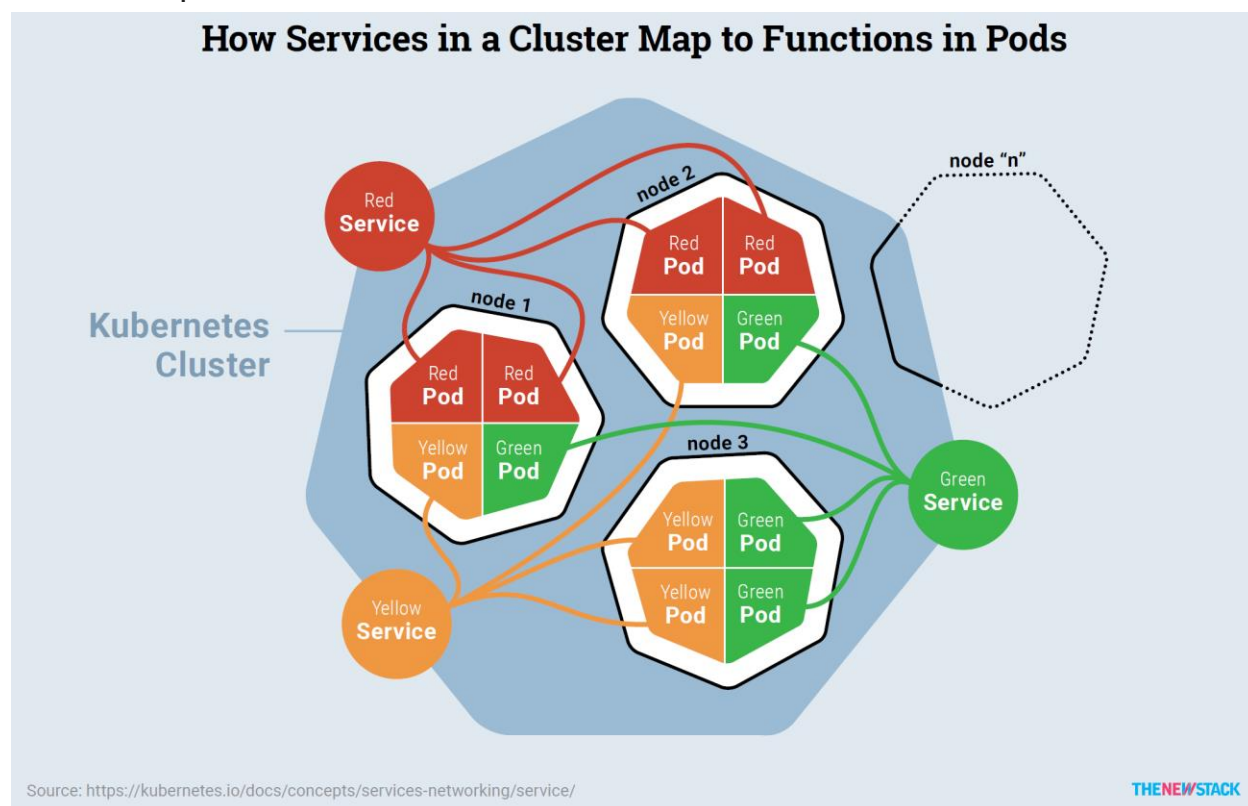 How Services in a Cluster Map to Functions in Pods
Red
Service
Kubernetes
Cluster
node 1
Red
Pod
Red
Pod
Yellow
Pod
Green
Pod
node 2
Red
Pod
Red
Pod
Yellow
Pod
Green
Pod
node “n”
node 3
Yellow
Pod
Green
Pod
Yellow
Pod
Green
Pod
Green
Service
Yellow
Service
Source: https://kubernetes.io/docs/concepts/services-networking/service/
THENEWSTACK